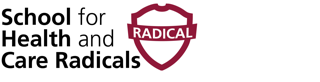 School for
Health and
Care Radicals
RADICAL